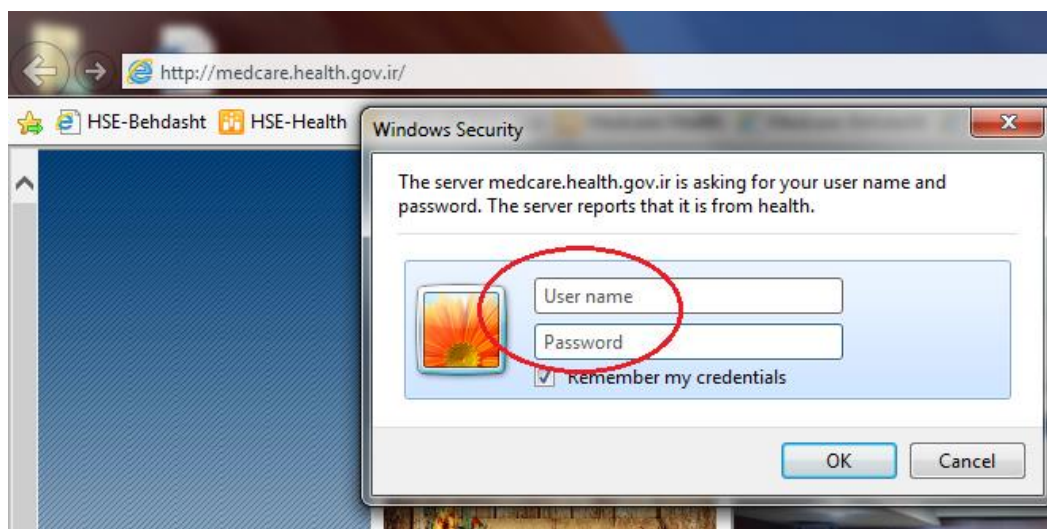 http://medcare.health.gov.ir/
HSE-Behdasht HSE-Health
Windows Security
The server medcare.health.gov.ir is asking for your user name and
password. The server reports that it is from health.
User name
Password
Remember my credentials
OK Cancel